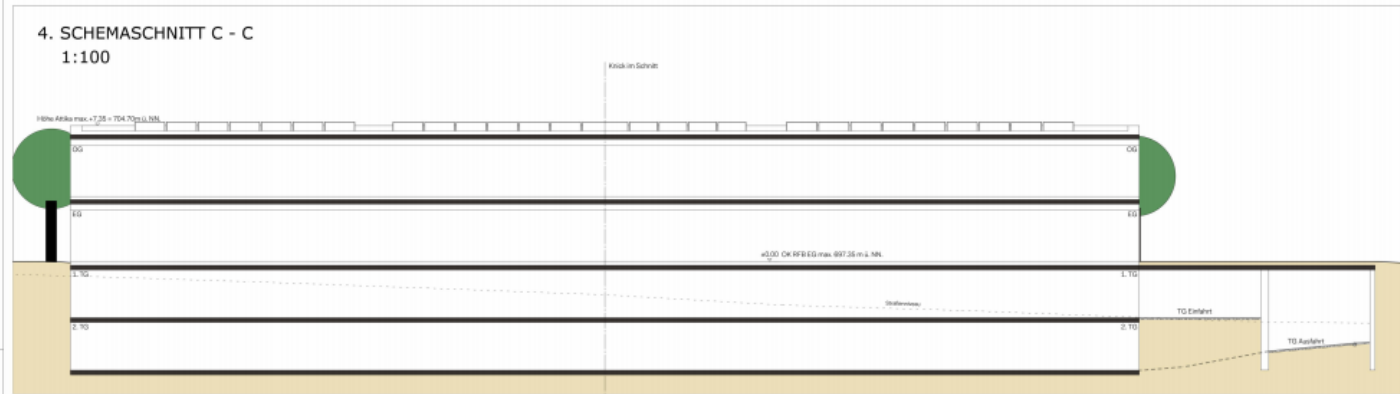 4. SCHEMASCHNITT C - C
1:100
Knick im Schnitt
Höhe Attika max.+7,35 = 704.70m ü. NN.
OG
OG
EG
EG
±0.00 OK RFB EG max. 697.35 m ü. NN.
1. TG
1. TG
Straßenniveau
TG Einfahrt
2. TG
2. TG
TG Ausfahrt